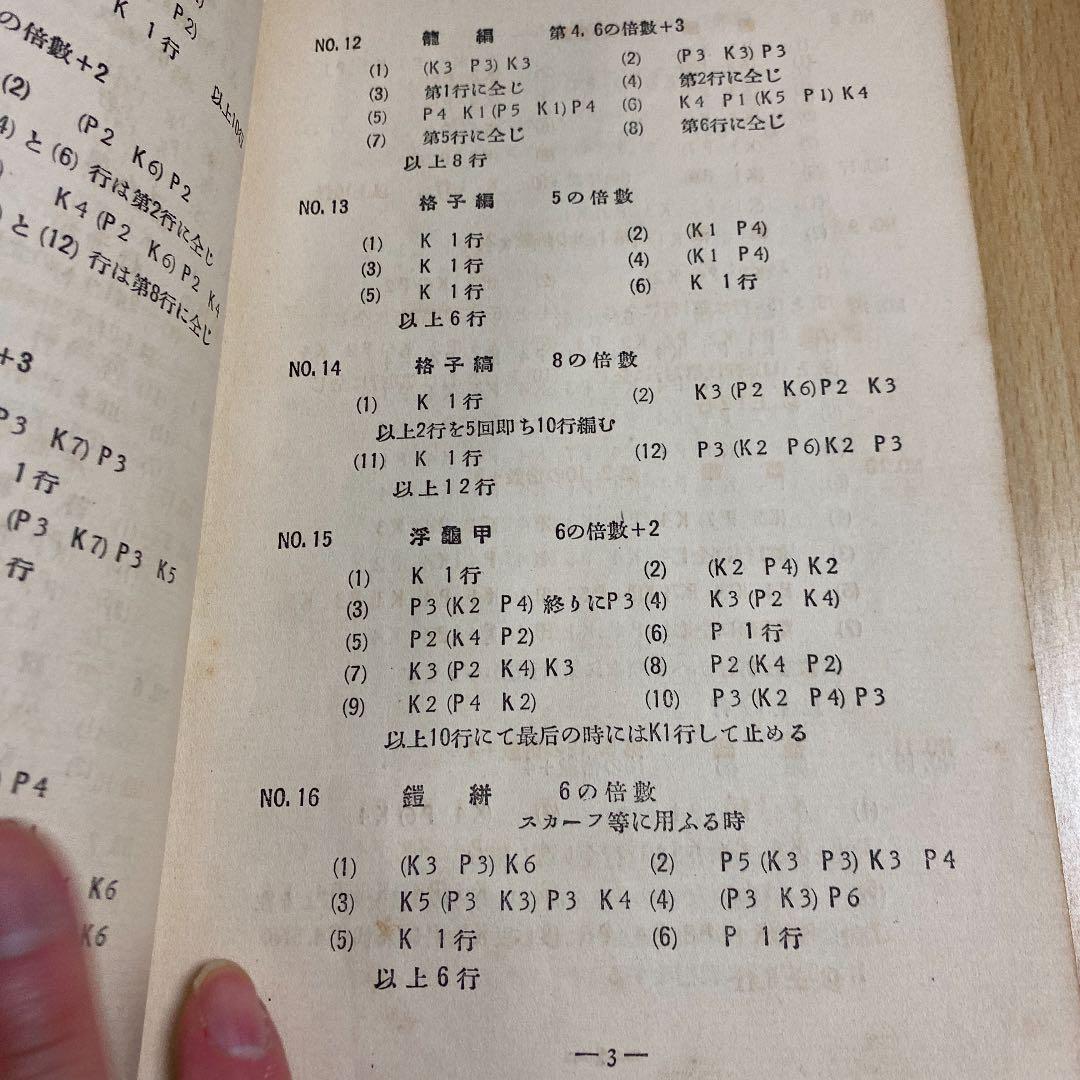 K 1行
の倍數+2
(2)
以上10行
(P2 K6) P2
4) と (6) 行は第2行に仝じ
K4 (P2 K6) P2 K4
と (12) 行は第8行に仝じ
+3
P3 K7) P3
1行
(P3 K7) P3 K5
行
) P4
K6
K6
NO.12 籠編 第4, 6の倍數+3
(1) (K3 P3) K3 (2) (P3 K3) P3
(3) 第1行に仝じ (4) 第2行に仝じ
(5) P4 K1 (P5 K1) P4 (6) K4 P1 (K5 P1) K4
(7) 第5行に仝じ (8) 第6行に仝じ
以上8行
NO.13 格子編 5の倍數
(1) K 1行 (2) (K1 P4)
(3) K 1行 (4) (K1 P4)
(5) K 1行 (6) K 1行
以上6行
NO.14 格子縞 8の倍數
(1) K 1行 (2) K3 (P2 K6) P2 K3
以上2行を5回即ち10行編む
(11) K 1行 (12) P3 (K2 P6) K2 P3
以上12行
NO.15 浮龜甲 6の倍數+2
(1) K 1行 (2) (K2 P4) K2
(3) P3 (K2 P4) 終りにP3 (4) K3 (P2 K4)
(5) P2 (k4 P2) (6) P 1行
(7) K3 (P2 K4) K3 (8) P2 (K4 P2)
(9) K2 (P4 k2) (10) P3 (K2 P4) P3
以上10行にて最后の時にはK1行して止める
NO.16 鎧絣 6の倍數
スカーフ等に用ふる時
(1) (K3 P3) K6 (2) P5 (K3 P3) K3 P4
(3) K5 (P3 K3) P3 K4 (4) (P3 K3) P6
(5) K 1行 (6) P 1行
以上6行
—3—